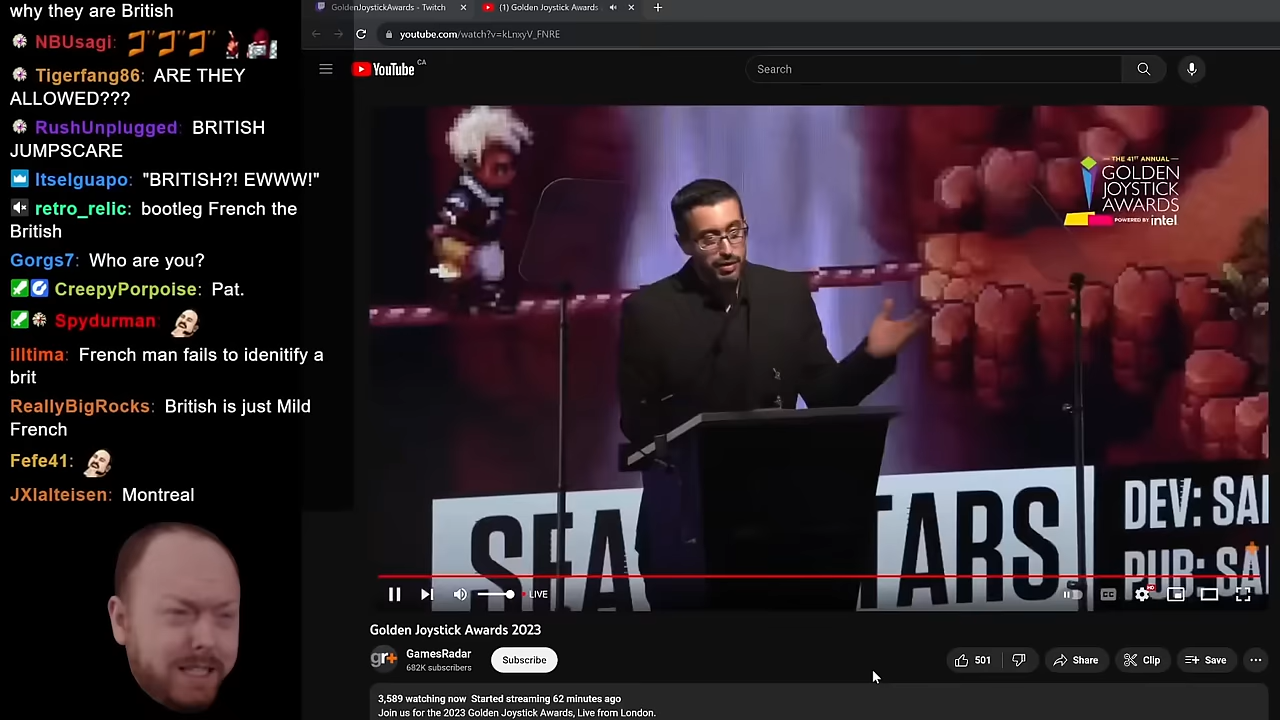 why they are British
NBUsagi:
Tigerfang86: ARE THEY
ALLOWED???
RushUnplugged: BRITISH
JUMPSCARE
ItseIguapo: "BRITISH?! EWWW!"
retro_relic: bootleg French the
British
Gorgs7: Who are you?
CreepyPorpoise: Pat.
Spydurman:
illtima: French man fails to idenitify a
brit
ReallyBigRocks: British is just Mild
French
Fefe41:
JXlalteisen: Montreal
GoldenJoystickAwards - Twitch
(1) Golden Joystick Awards
youtube.com/watch?v=kLnxyV_FNRE
YouTube CA
Search
THE 41ST ANNUAL
GOLDEN
JOYSTICK
AWARDS
POWERED BY intel
SEA STARS
DEV: SA
PUB: SA
LIVE
CC
HD
Golden Joystick Awards 2023
gr+
GamesRadar
682K subscribers
Subscribe
501
Share
Clip
Save
3,589 watching now Started streaming 62 minutes ago
Join us for the 2023 Golden Joystick Awards, Live from London.